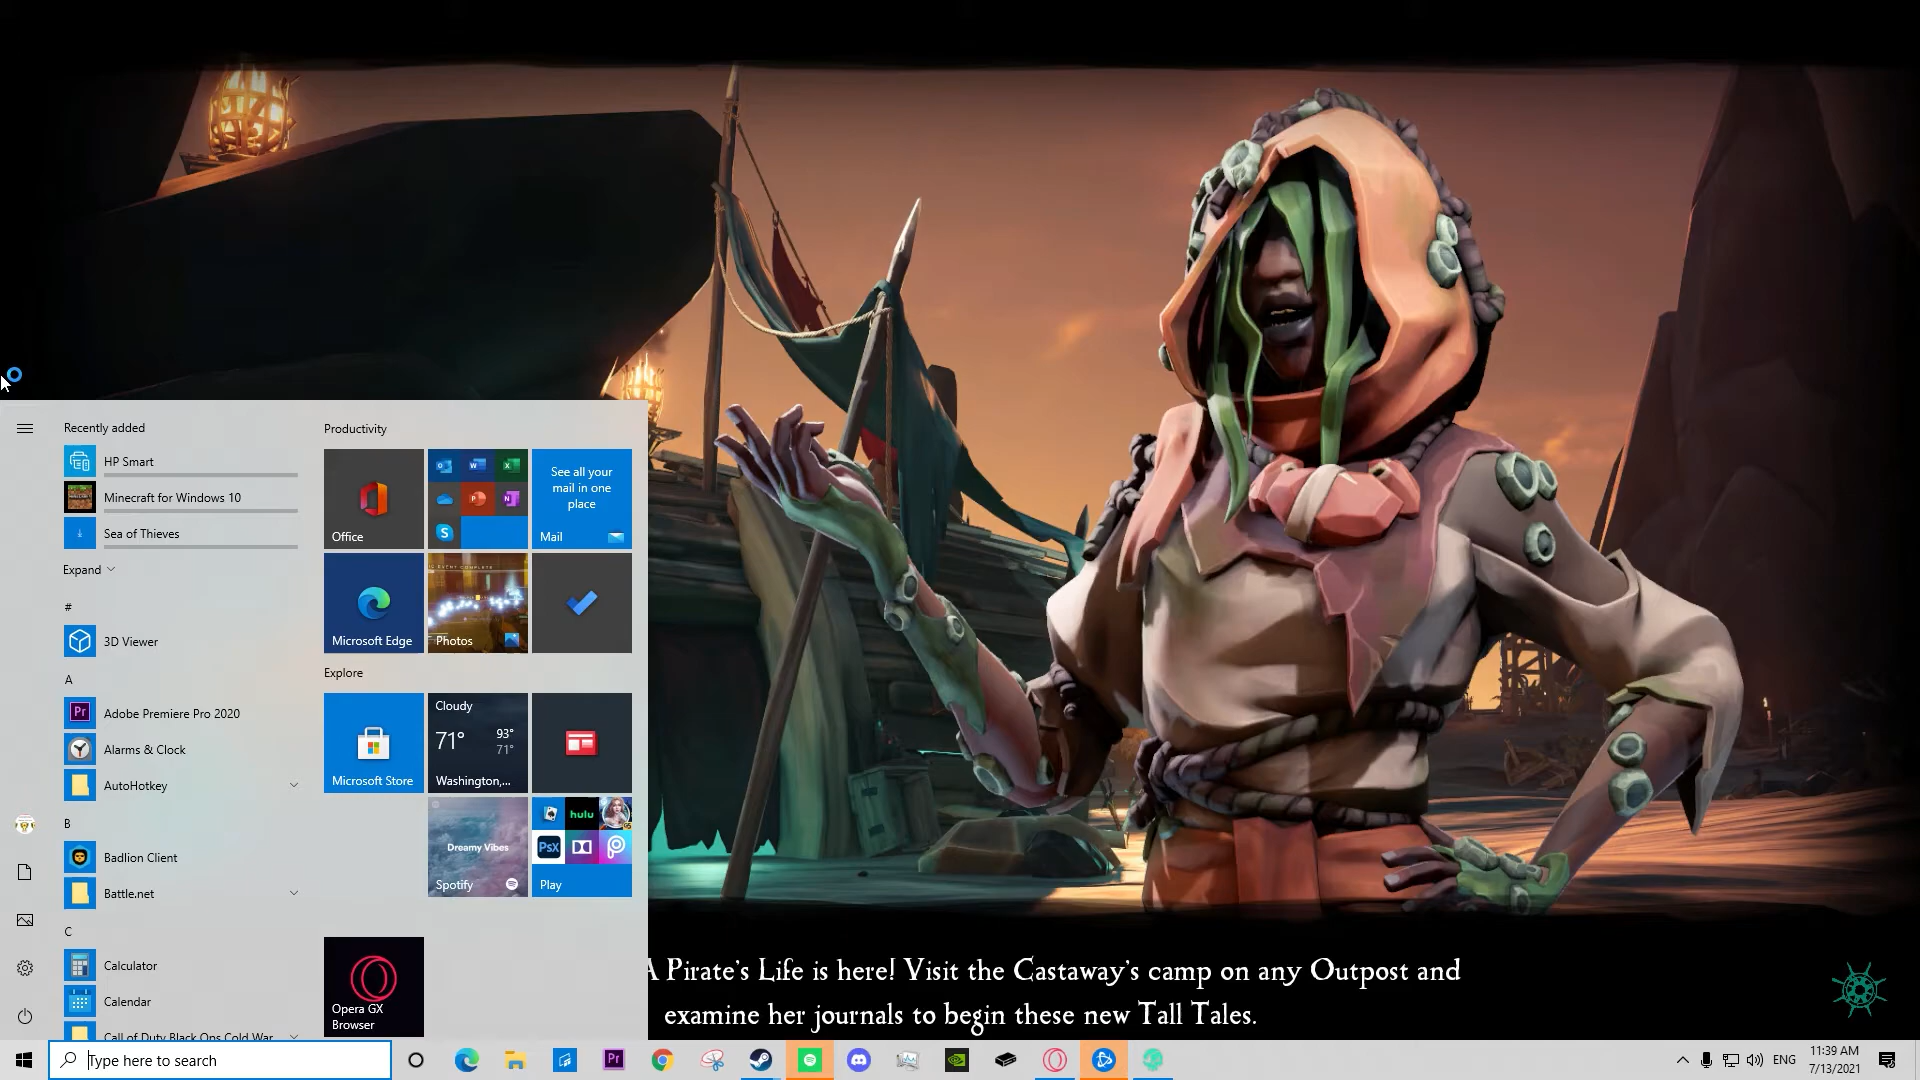 Recently added
HP Smart
Minecraft for Windows 10
Sea of Thieves
Expand
#
3D Viewer
A
Adobe Premiere Pro 2020
Alarms & Clock
AutoHotkey
B
Badlion Client
Battle.net
C
Calculator
Calendar
Call of Duty Black Ops Cold War
Productivity
Office
See all your
mail in one
place
Mail
Microsoft Edge
Photos
Explore
Microsoft Store
Cloudy
71°
93°
71°
Washington,...
Dreamy Vibes
Spotify
hulu
PsX
Play
Opera GX
Browser
A Pirate's Life is here! Visit the Castaway's camp on any Outpost and
examine her journals to begin these new Tall Tales.
Type here to search
Pr
ENG
11:39 AM
7/13/2021